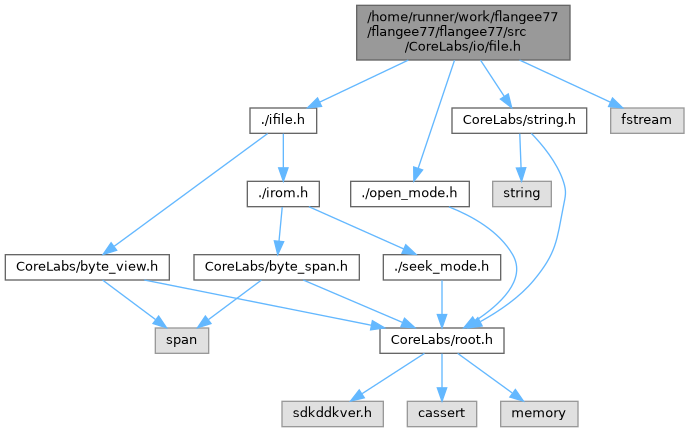 /home/runner/work/flangee77
/flangee77/flangee77/src
/CoreLabs/io/file.h
./ifile.h
CoreLabs/string.h
fstream
./irom.h
./open_mode.h
string
CoreLabs/byte_view.h
CoreLabs/byte_span.h
./seek_mode.h
span
CoreLabs/root.h
sdkddkver.h
cassert
memory